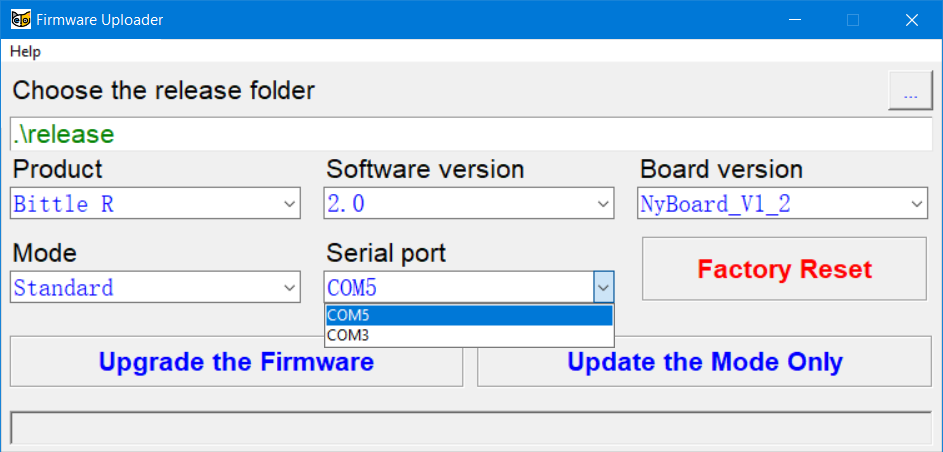 Firmware Uploader
Help
Choose the release folder
...
.\release
Product Software version Board version
Bittle R 2.0 NyBoard_V1_2
Mode Serial port
Standard COM5 Factory Reset
COM5
COM3
Upgrade the Firmware Update the Mode Only